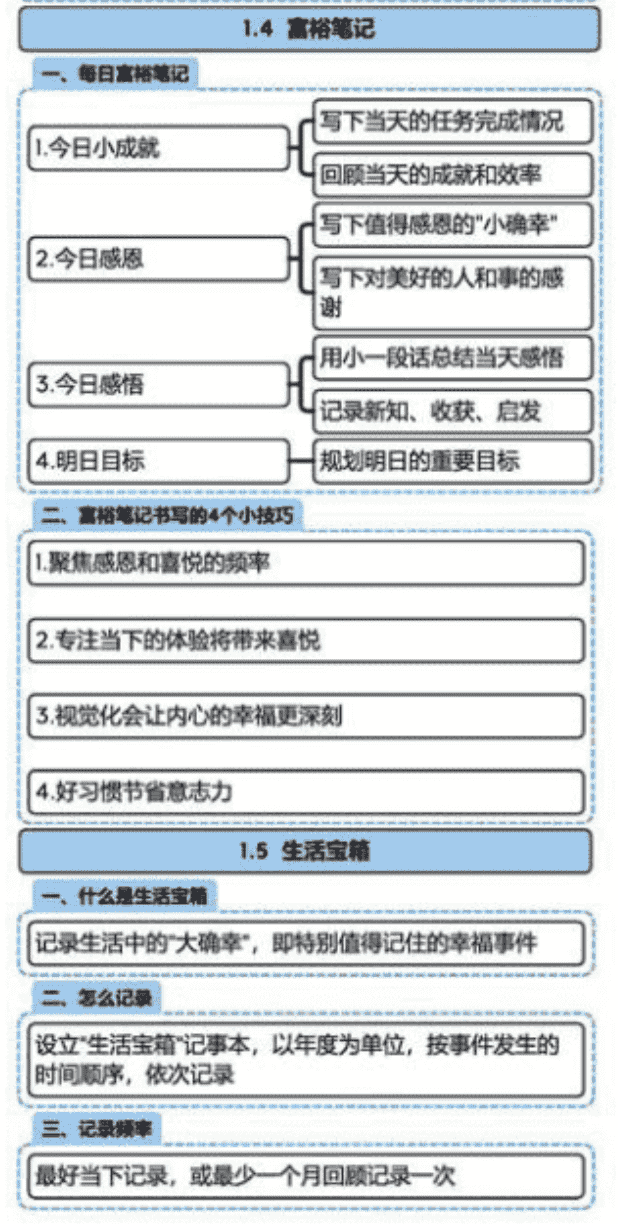 1.4 富裕笔记
一、每日富裕笔记
1.今日小成就
写下当天的任务完成情况
回顾当天的成就和效率
2.今日感恩
写下值得感恩的"小确幸"
写下对美好的人和事的感
谢
3.今日感悟
用小一段话总结当天感悟
记录新知、收获、启发
4.明日目标
规划明日的重要目标
二、富裕笔记书写的4个小技巧
1.聚焦感恩和喜悦的频率
2.专注当下的体验将带来喜悦
3.视觉化会让内心的幸福更深刻
4.好习惯节省意志力
1.5 生活宝箱
一、什么是生活宝箱
记录生活中的"大确幸"，即特别值得记住的幸福事件
二、怎么记录
设立"生活宝箱"记事本，以年度为单位，按事件发生的
时间顺序，依次记录
三、记录频率
最好当下记录，或最少一个月回顾记录一次